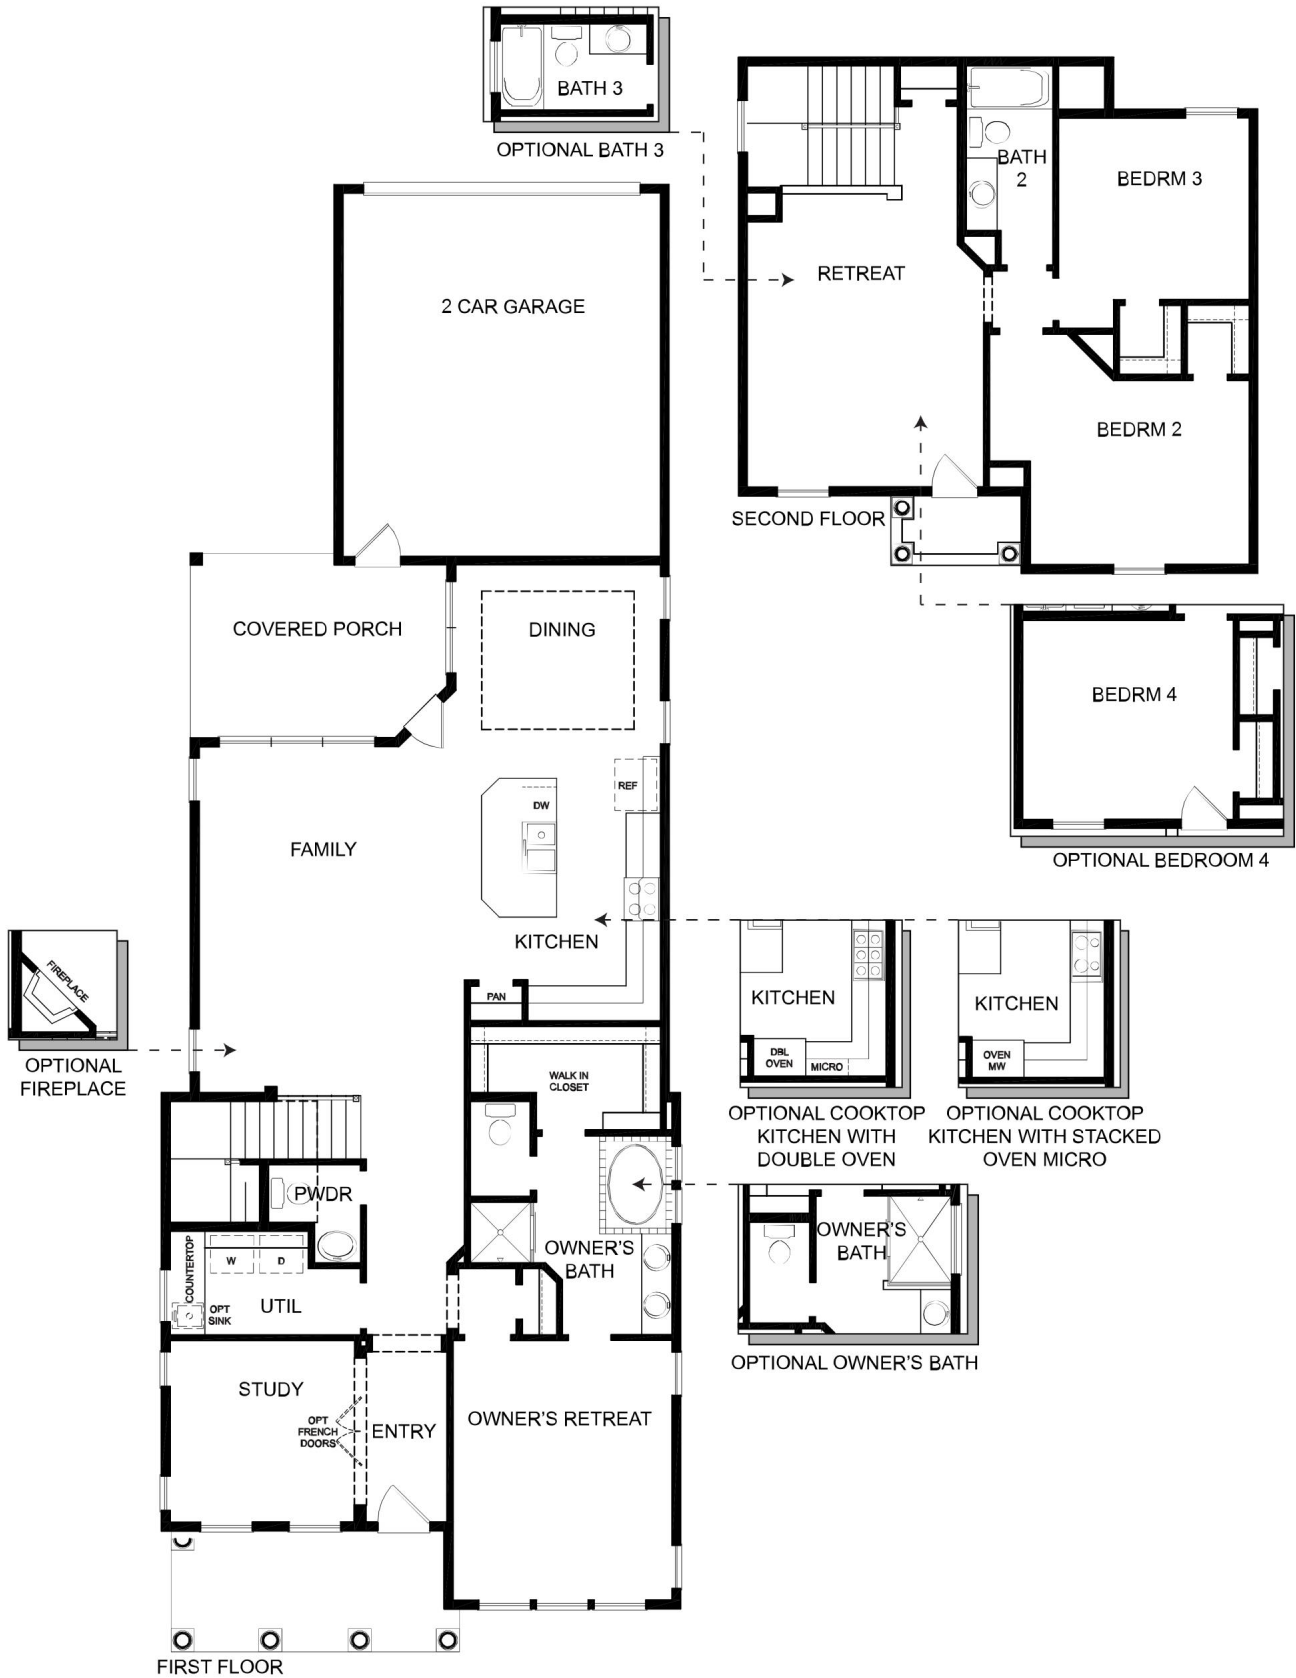 BATH 3
OPTIONAL BATH 3
BATH
2
BEDRM 3
RETREAT
2 CAR GARAGE
BEDRM 2
SECOND FLOOR
COVERED PORCH
DINING
BEDRM 4
OPTIONAL BEDROOM 4
REF
DW
FAMILY
KITCHEN
PAN
FIREPLACE
OPTIONAL
FIREPLACE
KITCHEN
DBL
OVEN
MICRO
OPTIONAL COOKTOP
KITCHEN WITH
DOUBLE OVEN
KITCHEN
OVEN
MW
OPTIONAL COOKTOP
KITCHEN WITH STACKED
OVEN MICRO
WALK IN
CLOSET
PWDR
OWNER'S
BATH
OWNER'S
BATH
OPTIONAL OWNER'S BATH
COUNTERTOP
W
D
OPT
SINK
UTIL
STUDY
OPT
FRENCH
DOORS
ENTRY
OWNER'S RETREAT
FIRST FLOOR